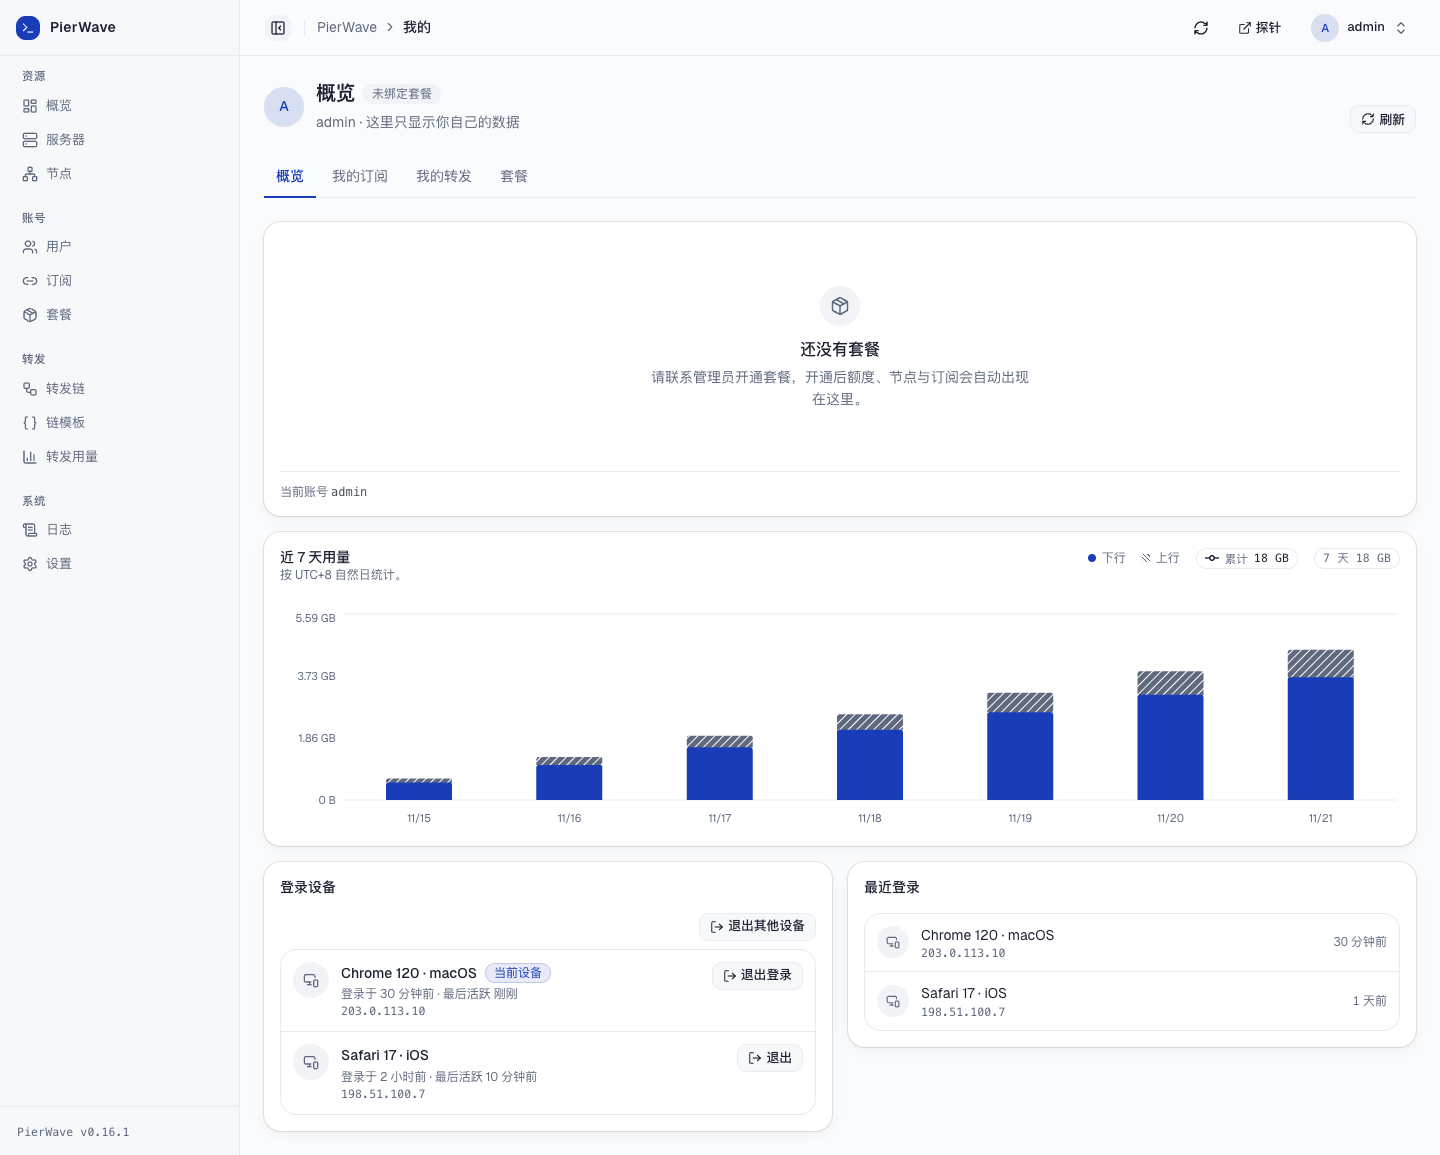 PierWave
资源
概览
服务器
节点
账号
用户
订阅
套餐
转发
转发链
链模板
转发用量
系统
日志
设置
PierWave v0.16.1
PierWave > 我的
探针
A admin
A
概览 未绑定套餐
admin · 这里只显示你自己的数据
刷新
概览 我的订阅 我的转发 套餐
还没有套餐
请联系管理员开通套餐，开通后额度、节点与订阅会自动出现
在这里。
当前账号 admin
近 7 天用量
按 UTC+8 自然日统计。
下行 上行 累计 18 GB 7 天 18 GB
5.59 GB
3.73 GB
1.86 GB
0 B
11/15 11/16 11/17 11/18 11/19 11/20 11/21
登录设备
退出其他设备
Chrome 120 · macOS 当前设备
登录于 30 分钟前 · 最后活跃 刚刚
203.0.113.10
退出登录
Safari 17 · iOS
登录于 2 小时前 · 最后活跃 10 分钟前
198.51.100.7
退出
最近登录
Chrome 120 · macOS
203.0.113.10
30 分钟前
Safari 17 · iOS
198.51.100.7
1 天前